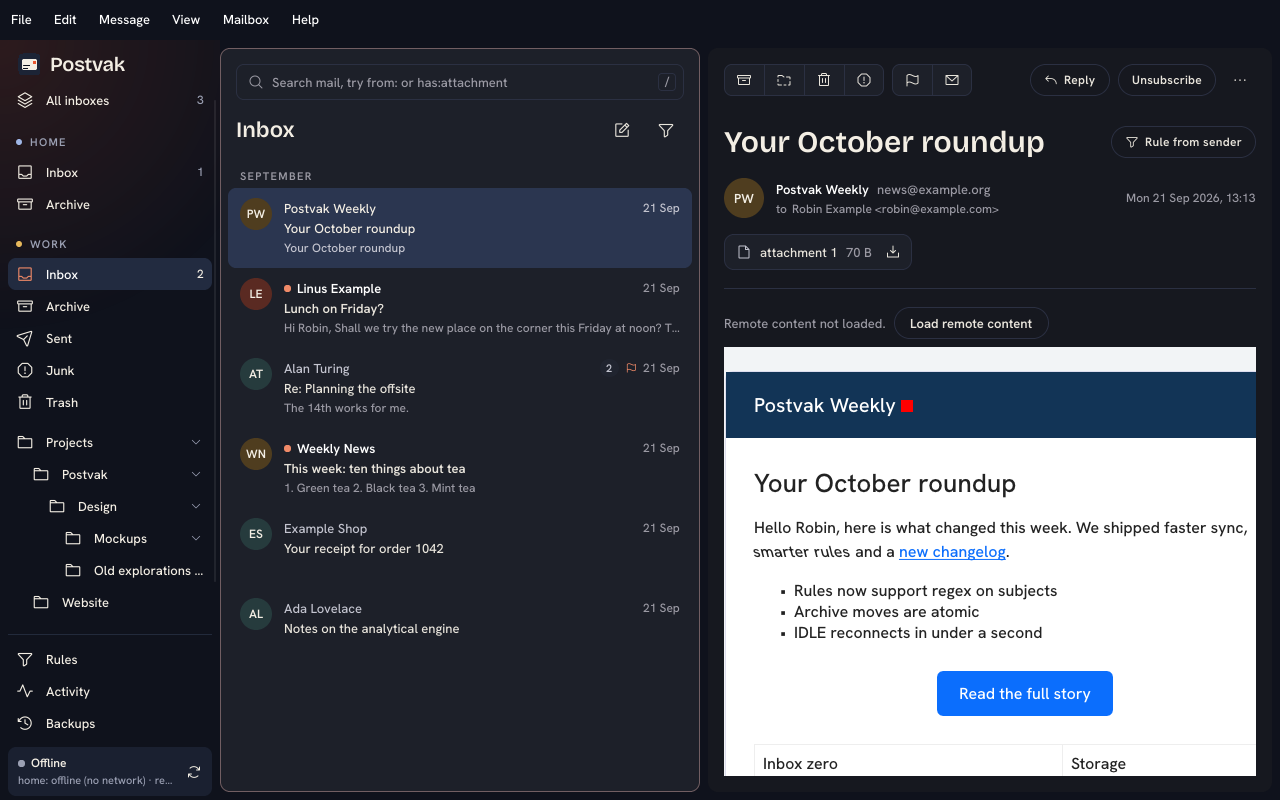 File Edit Message View Mailbox Help
Postvak
All inboxes 3
HOME
Inbox 1
Archive
WORK
Inbox 2
Archive
Sent
Junk
Trash
Projects
Postvak
Design
Mockups
Old explorations ...
Website
Rules
Activity
Backups
Offline
home: offline (no network) · re...
Search mail, try from: or has:attachment /
Inbox
SEPTEMBER
PW Postvak Weekly 21 Sep
Your October roundup
Your October roundup
LE Linus Example 21 Sep
Lunch on Friday?
Hi Robin, Shall we try the new place on the corner this Friday at noon? T...
AT Alan Turing 2 21 Sep
Re: Planning the offsite
The 14th works for me.
WN Weekly News 21 Sep
This week: ten things about tea
1. Green tea 2. Black tea 3. Mint tea
ES Example Shop 21 Sep
Your receipt for order 1042
AL Ada Lovelace 21 Sep
Notes on the analytical engine
Reply Unsubscribe ...
Your October roundup Rule from sender
PW Postvak Weekly news@example.org
to Robin Example <robin@example.com> Mon 21 Sep 2026, 13:13
attachment 1 70 B
Remote content not loaded. Load remote content
Postvak Weekly
Your October roundup
Hello Robin, here is what changed this week. We shipped faster sync,
smarter rules and a new changelog.
▪ Rules now support regex on subjects
▪ Archive moves are atomic
▪ IDLE reconnects in under a second
Read the full story
Inbox zero Storage